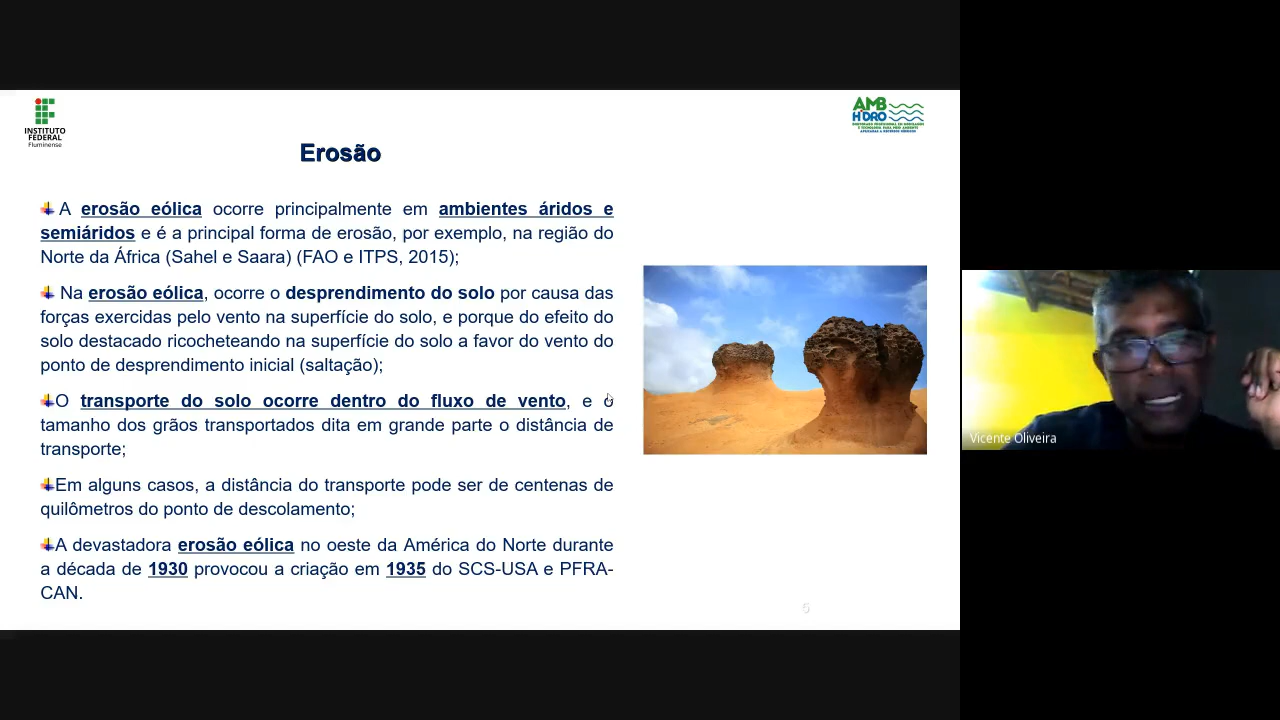 INSTITUTO
FEDERAL
Fluminense
AMB
HIDRO
Erosão
A erosão eólica ocorre principalmente em ambientes áridos e
semiáridos e é a principal forma de erosão, por exemplo, na região do
Norte da África (Sahel e Saara) (FAO e ITPS, 2015);
Na erosão eólica, ocorre o desprendimento do solo por causa das
forças exercidas pelo vento na superfície do solo, e porque do efeito do
solo destacado ricocheteando na superfície do solo a favor do vento do
ponto de desprendimento inicial (saltação);
O transporte do solo ocorre dentro do fluxo de vento, e o
tamanho dos grãos transportados dita em grande parte o distância de
transporte;
Em alguns casos, a distância do transporte pode ser de centenas de
quilômetros do ponto de descolamento;
A devastadora erosão eólica no oeste da América do Norte durante
a década de 1930 provocou a criação em 1935 do SCS-USA e PFRA-
CAN.
5
Vicente Oliveira